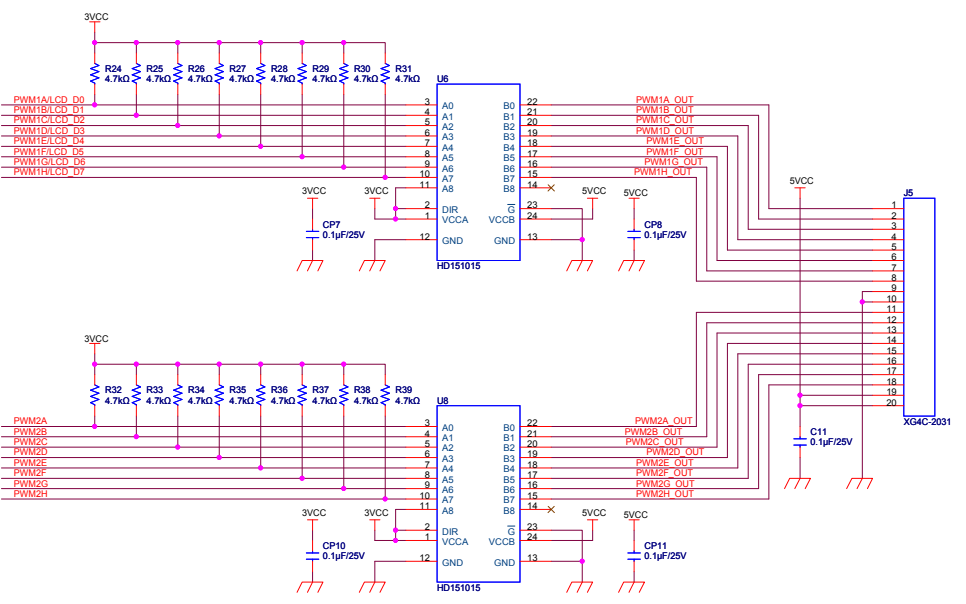 3VCC
R24 R25 R26 R27 R28 R29 R30 R31
4.7kΩ 4.7kΩ 4.7kΩ 4.7kΩ 4.7kΩ 4.7kΩ 4.7kΩ 4.7kΩ
U6
PWM1A/LCD_D0 3 A0 B0 22 PWM1A_OUT
PWM1B/LCD_D1 4 A1 B1 21 PWM1B_OUT
PWM1C/LCD_D2 5 A2 B2 20 PWM1C_OUT
PWM1D/LCD_D3 6 A3 B3 19 PWM1D_OUT
PWM1E/LCD_D4 7 A4 B4 18 PWM1E_OUT
PWM1F/LCD_D5 8 A5 B5 17 PWM1F_OUT
PWM1G/LCD_D6 9 A6 B6 16 PWM1G_OUT
PWM1H/LCD_D7 10 A7 B7 15 PWM1H_OUT
11 A8 B8 14
3VCC 3VCC 5VCC 5VCC
2 DIR G 23
1 VCCA VCCB 24
12 GND GND 13
CP7
0.1µF/25V
CP8
0.1µF/25V
HD151015
5VCC
J5
1
2
3
4
5
6
7
8
9
10
11
12
13
14
15
16
17
18
19
20
XG4C-2031
C11
0.1µF/25V
3VCC
R32 R33 R34 R35 R36 R37 R38 R39
4.7kΩ 4.7kΩ 4.7kΩ 4.7kΩ 4.7kΩ 4.7kΩ 4.7kΩ 4.7kΩ
U8
PWM2A 3 A0 B0 22 PWM2A_OUT
PWM2B 4 A1 B1 21 PWM2B_OUT
PWM2C 5 A2 B2 20 PWM2C_OUT
PWM2D 6 A3 B3 19 PWM2D_OUT
PWM2E 7 A4 B4 18 PWM2E_OUT
PWM2F 8 A5 B5 17 PWM2F_OUT
PWM2G 9 A6 B6 16 PWM2G_OUT
PWM2H 10 A7 B7 15 PWM2H_OUT
11 A8 B8 14
3VCC 3VCC 5VCC 5VCC
2 DIR G 23
1 VCCA VCCB 24
12 GND GND 13
CP10
0.1µF/25V
CP11
0.1µF/25V
HD151015